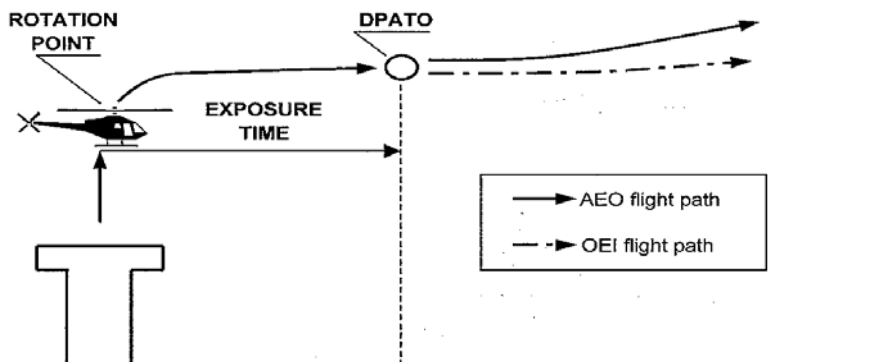 ROTATION
POINT
DPATO
EXPOSURE
TIME
AEO flight path
OEI flight path